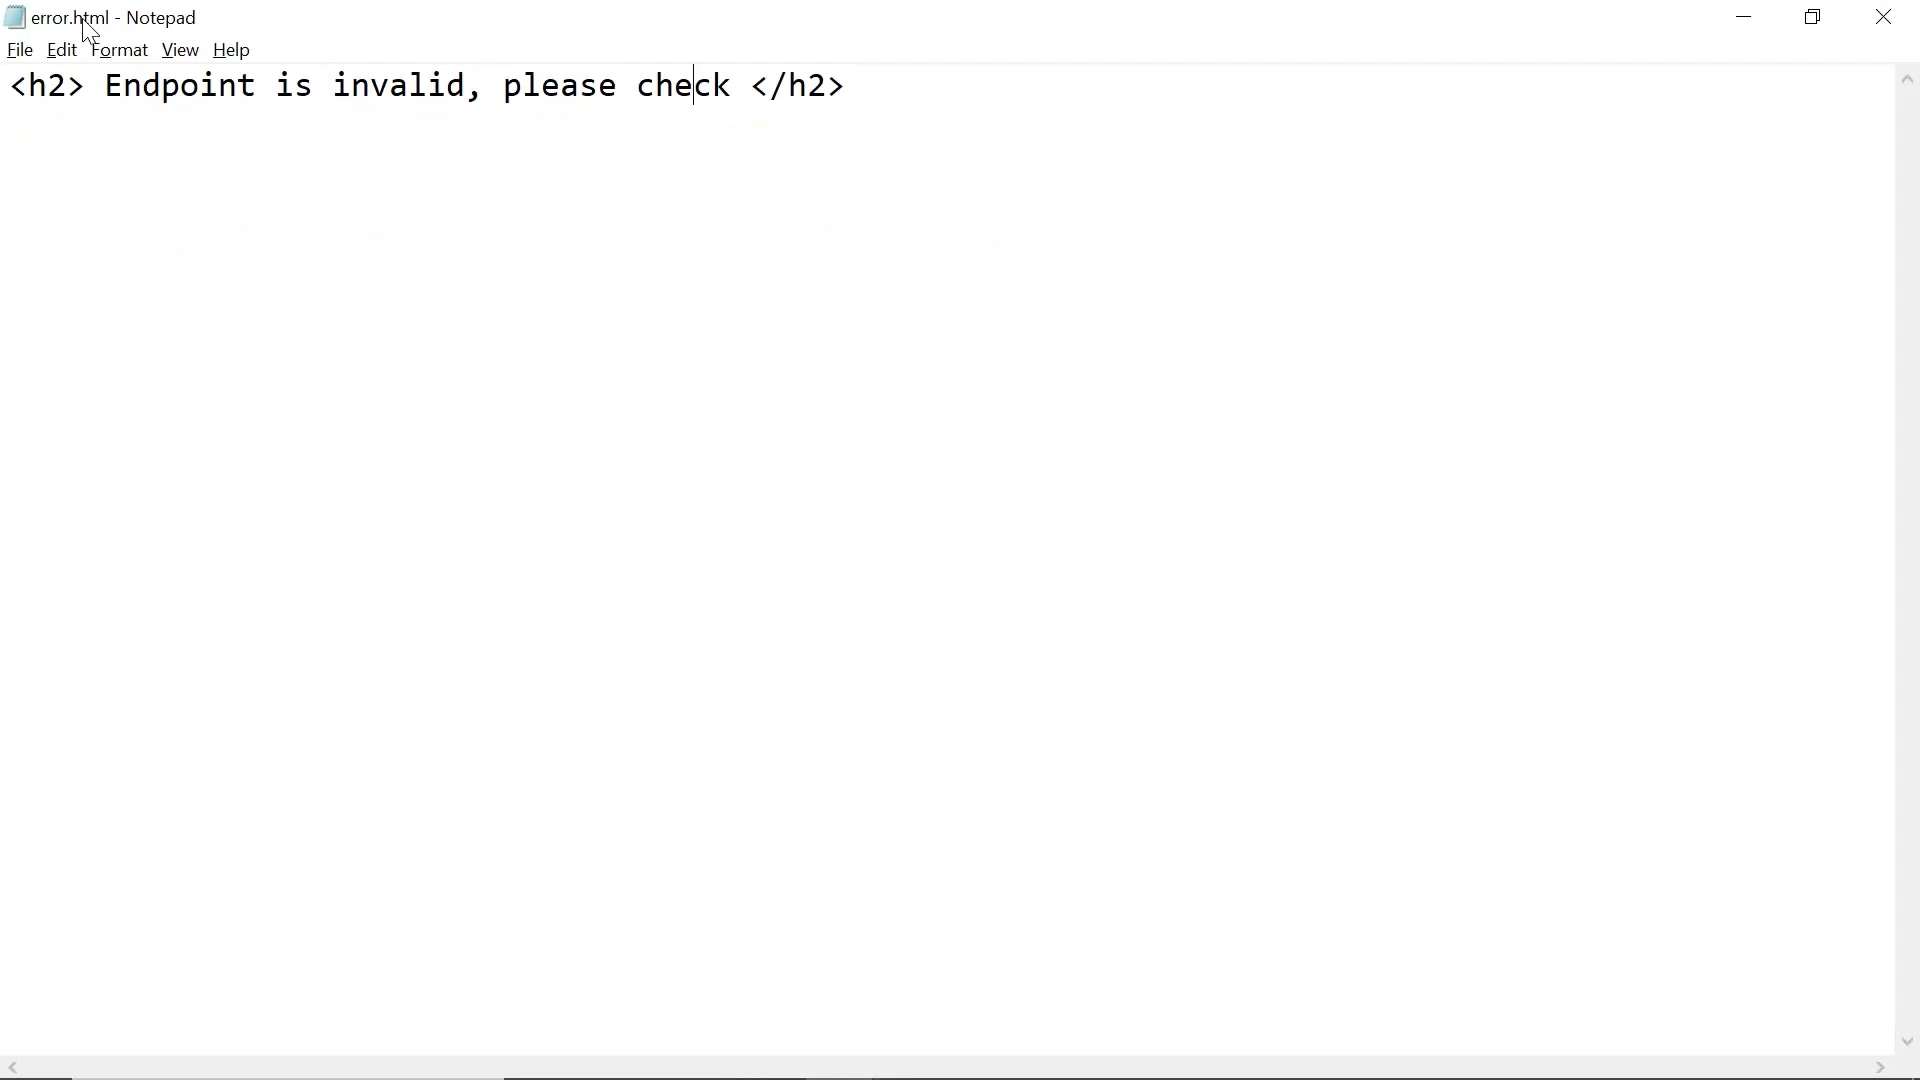 error.html - Notepad
File Edit Format View Help
<h2> Endpoint is invalid, please check </h2>